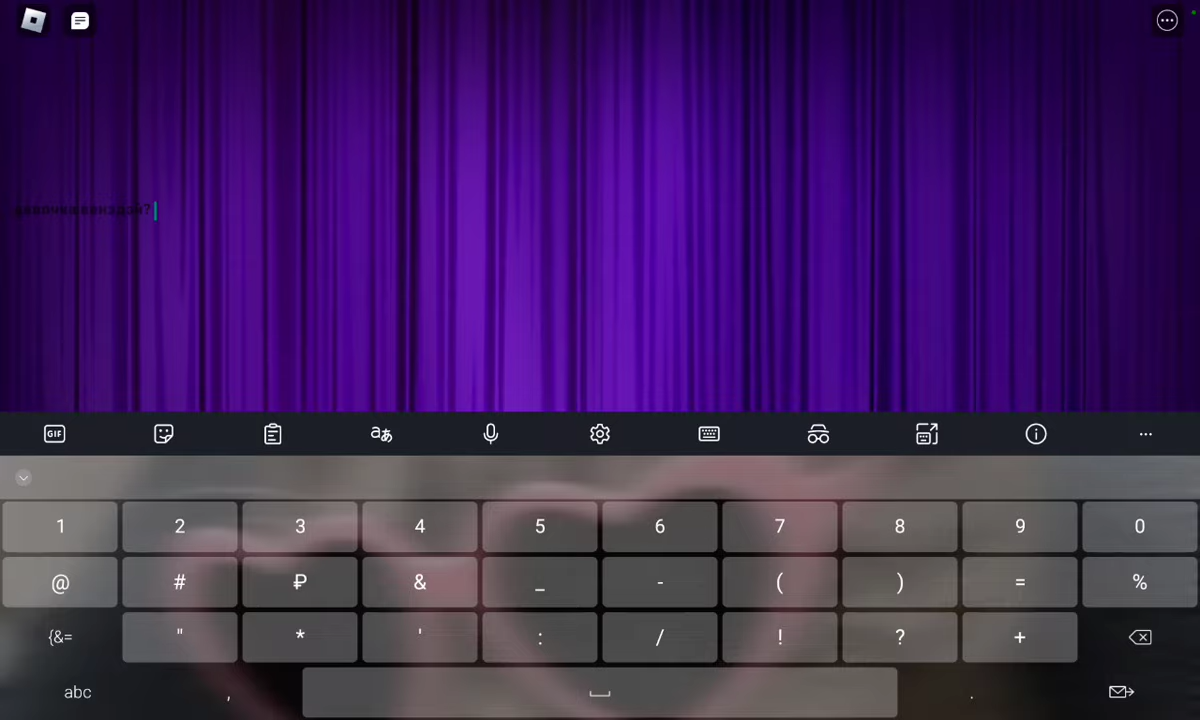 GIF
1 2 3 4 5 6 7 8 9 0
@ # ₽ & _ - ( ) = %
{&= " * ' : / ! ? +
abc , .